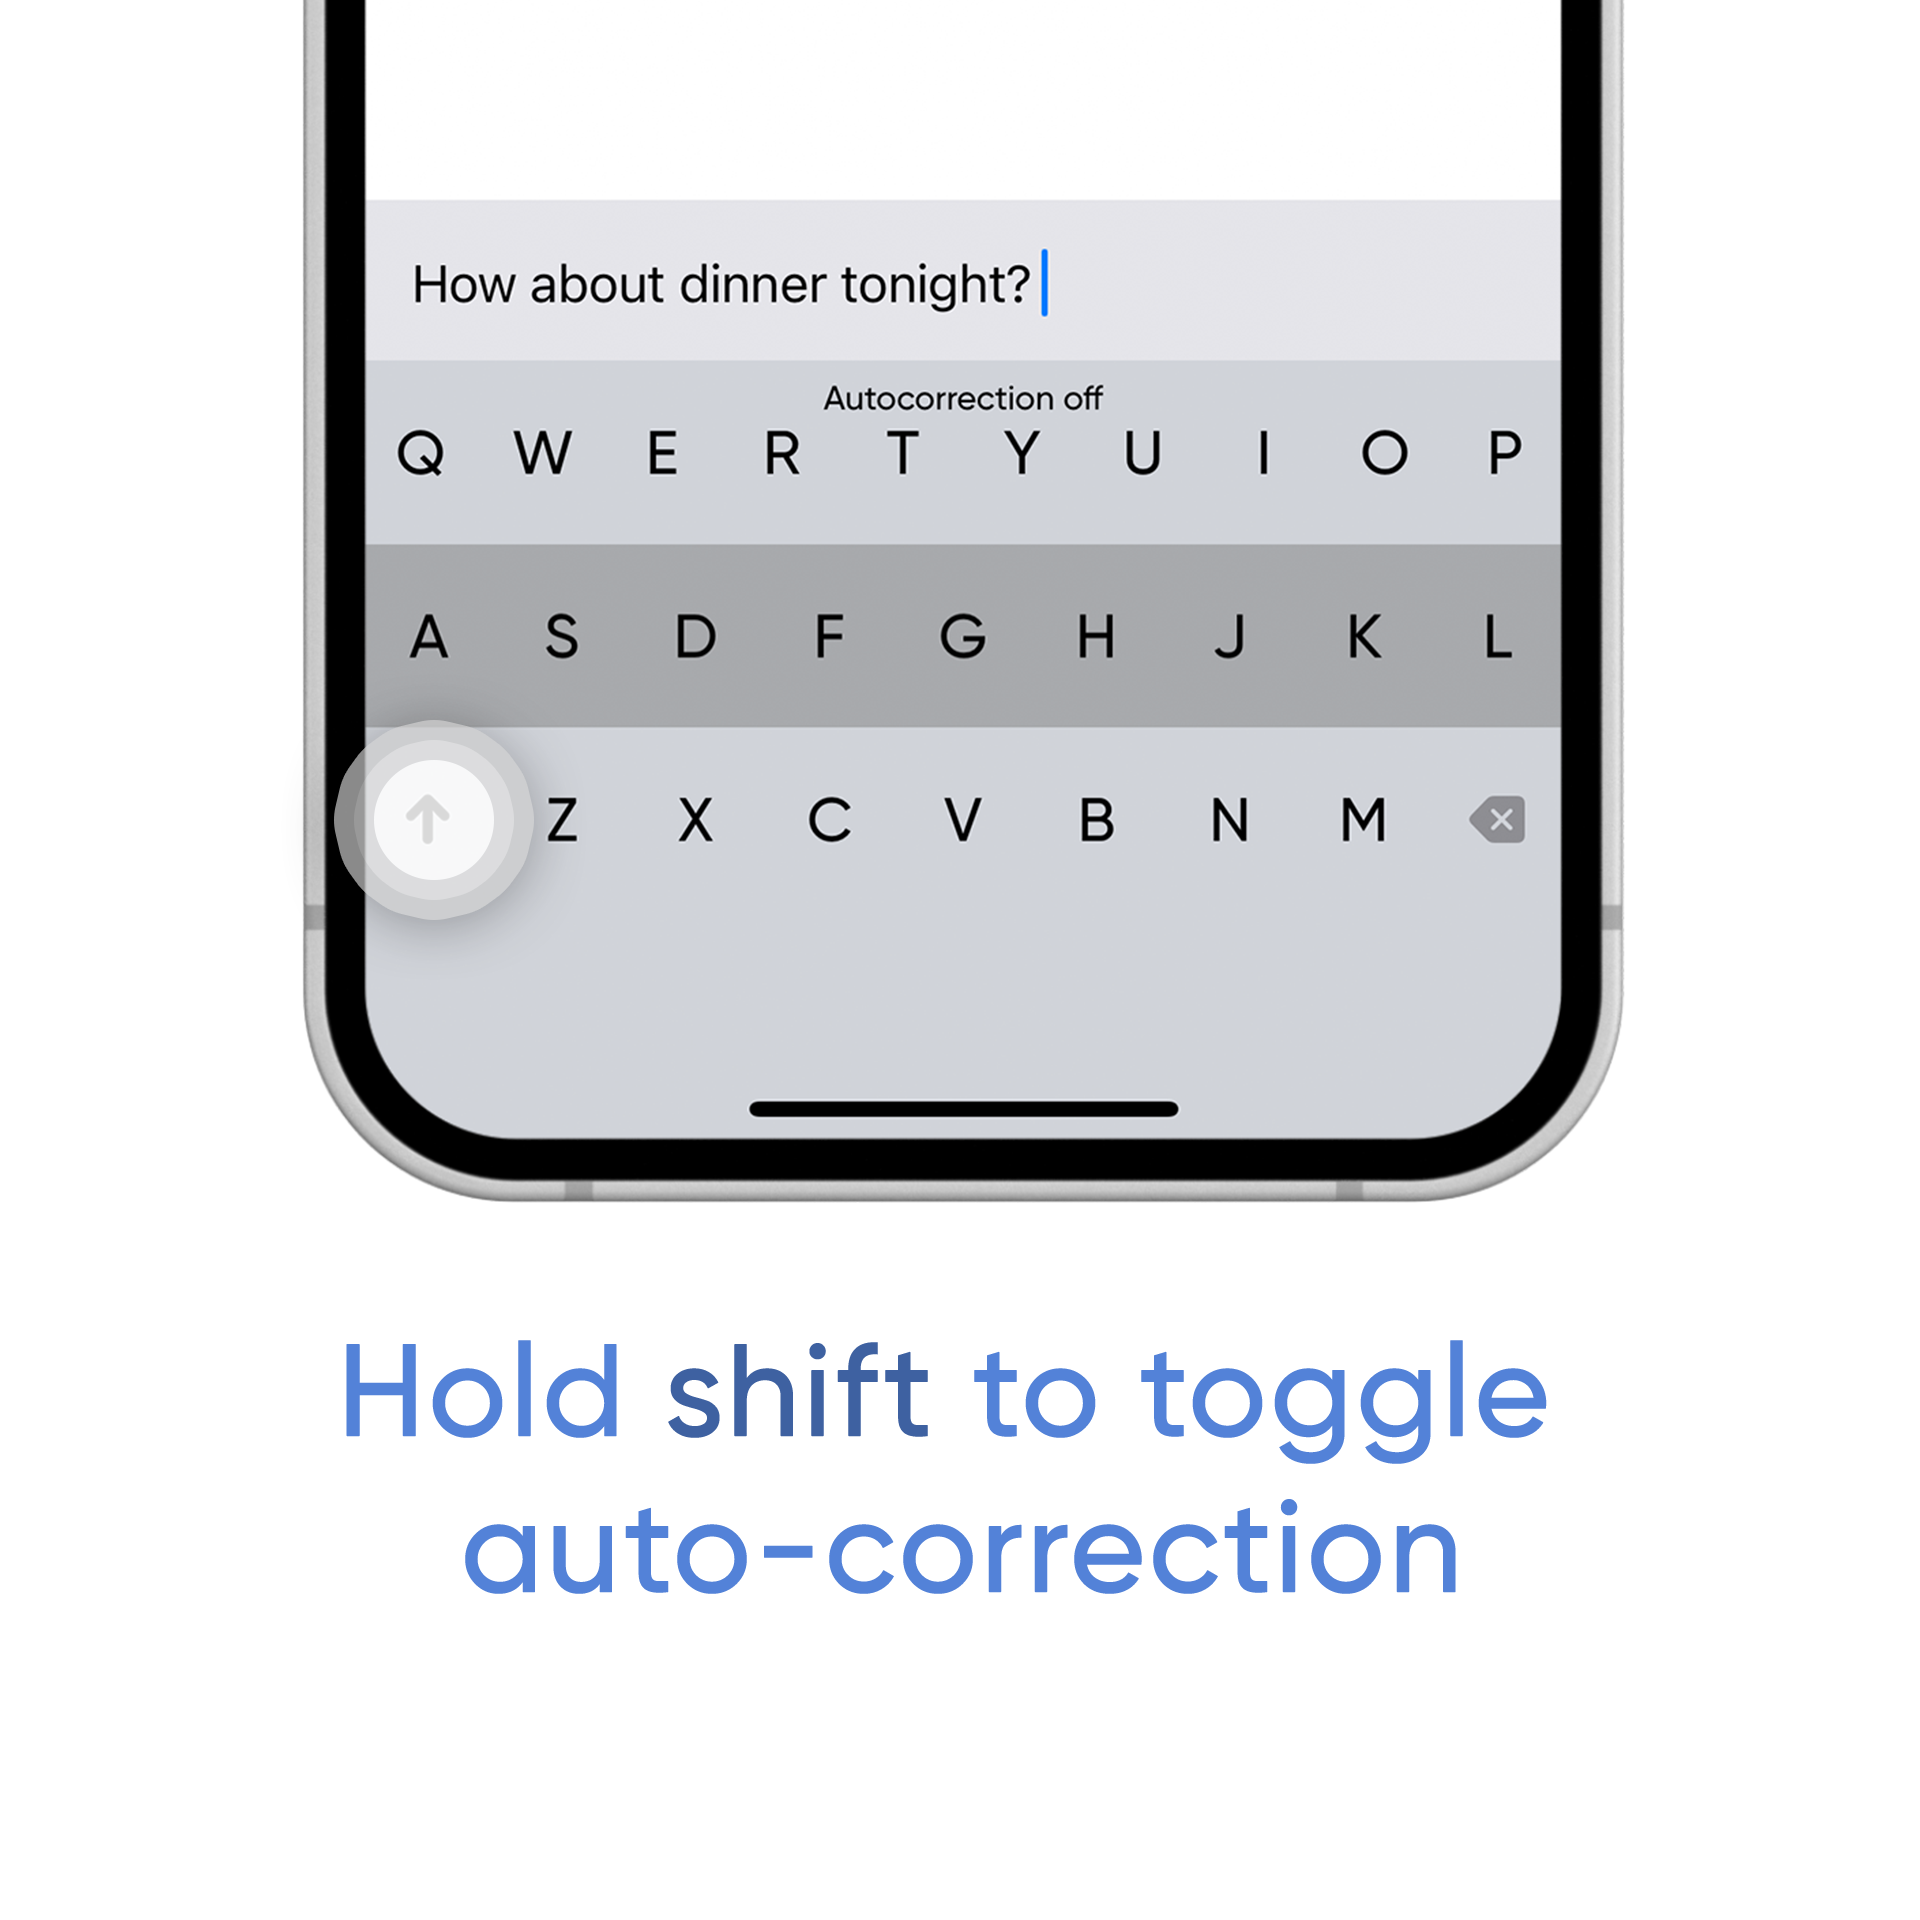 How about dinner tonight?
Autocorrection off
Q W E R T Y U I O P
A S D F G H J K L
Z X C V B N M
Hold shift to toggle
auto-correction